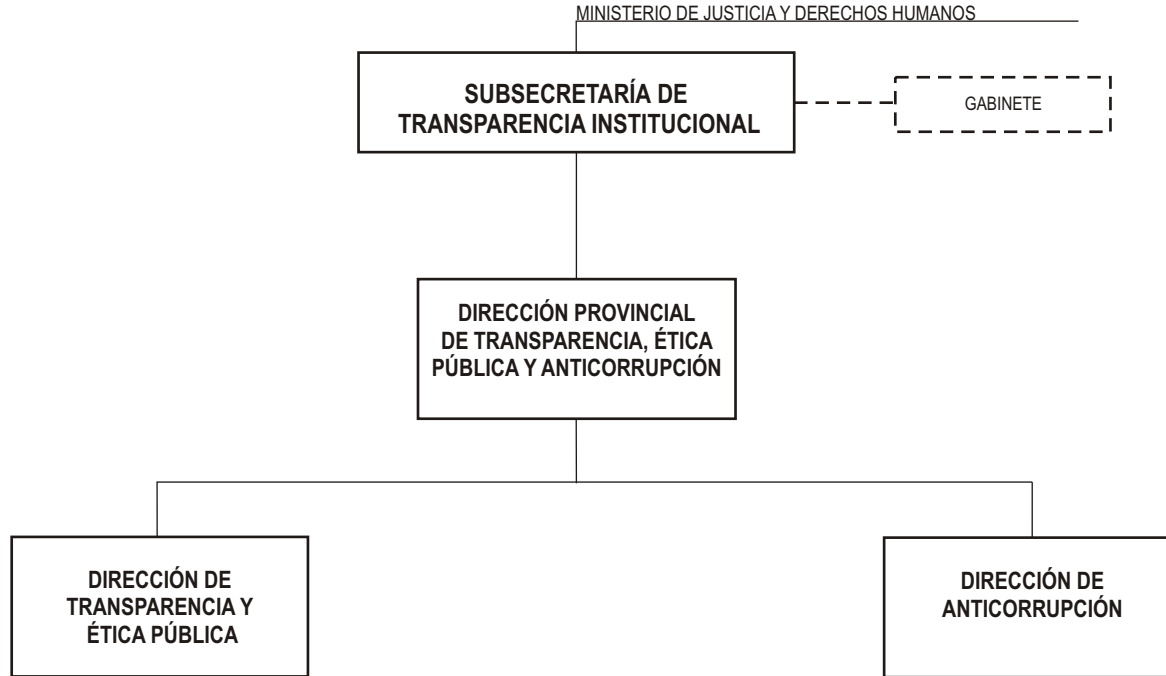 MINISTERIO DE JUSTICIA Y DERECHOS HUMANOS
SUBSECRETARÍA DE
TRANSPARENCIA INSTITUCIONAL
GABINETE
DIRECCIÓN PROVINCIAL
DE TRANSPARENCIA, ÉTICA
PÚBLICA Y ANTICORRUPCIÓN
DIRECCIÓN DE
TRANSPARENCIA Y
ÉTICA PÚBLICA
DIRECCIÓN DE
ANTICORRUPCIÓN